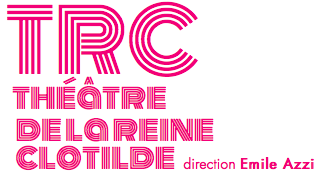 TRC
THÉÂTRE
DE LA REINE
CLOTILDE direction Emile Azzi